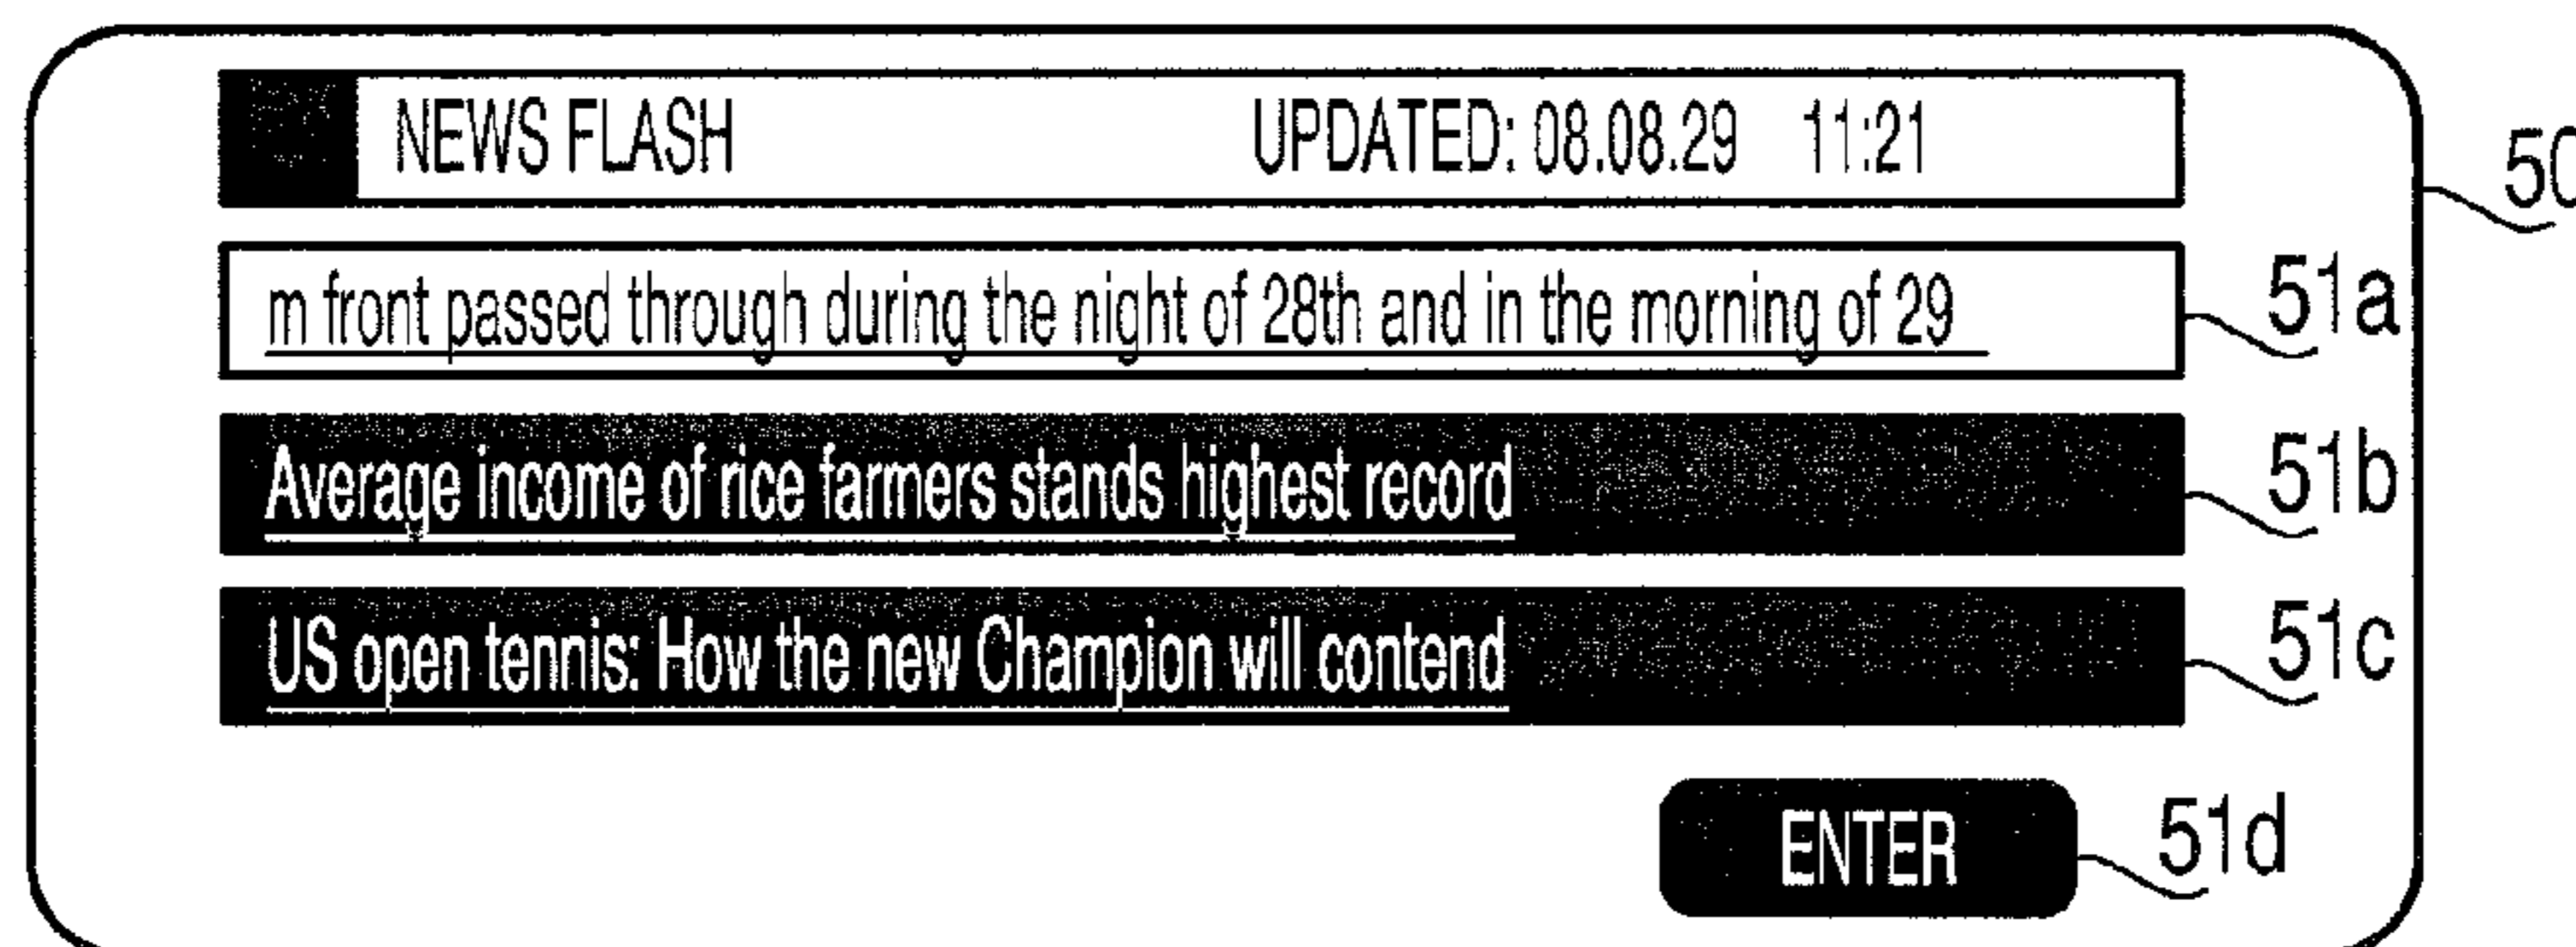 NEWS FLASH UPDATED: 08.08.29 11:21
50
m front passed through during the night of 28th and in the morning of 29
51a
Average income of rice farmers stands highest record
51b
US open tennis: How the new Champion will contend
51c
ENTER
51d